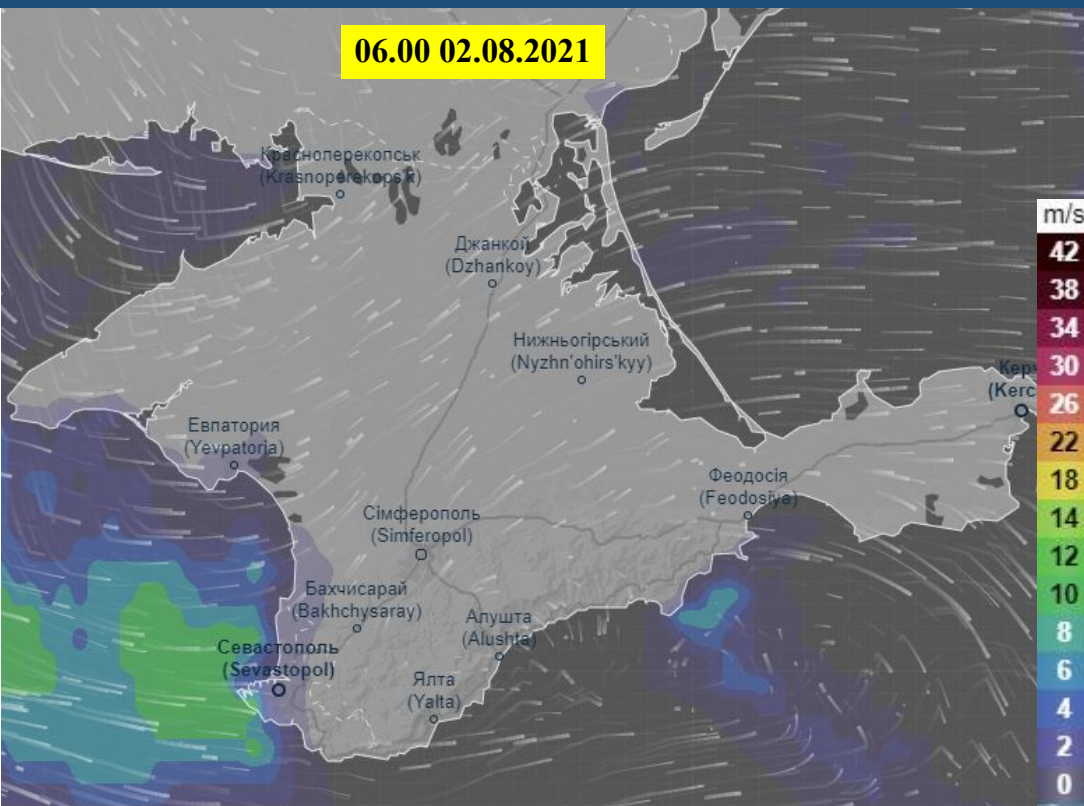 06.00 02.08.2021
Красноперекопськ
(Krasnoperekops'k)
Джанкой
(Dzhankoy)
Нижньогірський
(Nyzhn'ohirs'kyy)
Керч
(Kerc
Евпатория
(Yevpatoria)
Феодосія
(Feodosiya)
Сімферополь
(Simferopol)
Бахчисарай
(Bakhchysaray)
Алушта
(Alushta)
Севастополь
(Sevastopol)
Ялта
(Yalta)
m/s
42
38
34
30
26
22
18
14
12
10
8
6
4
2
0